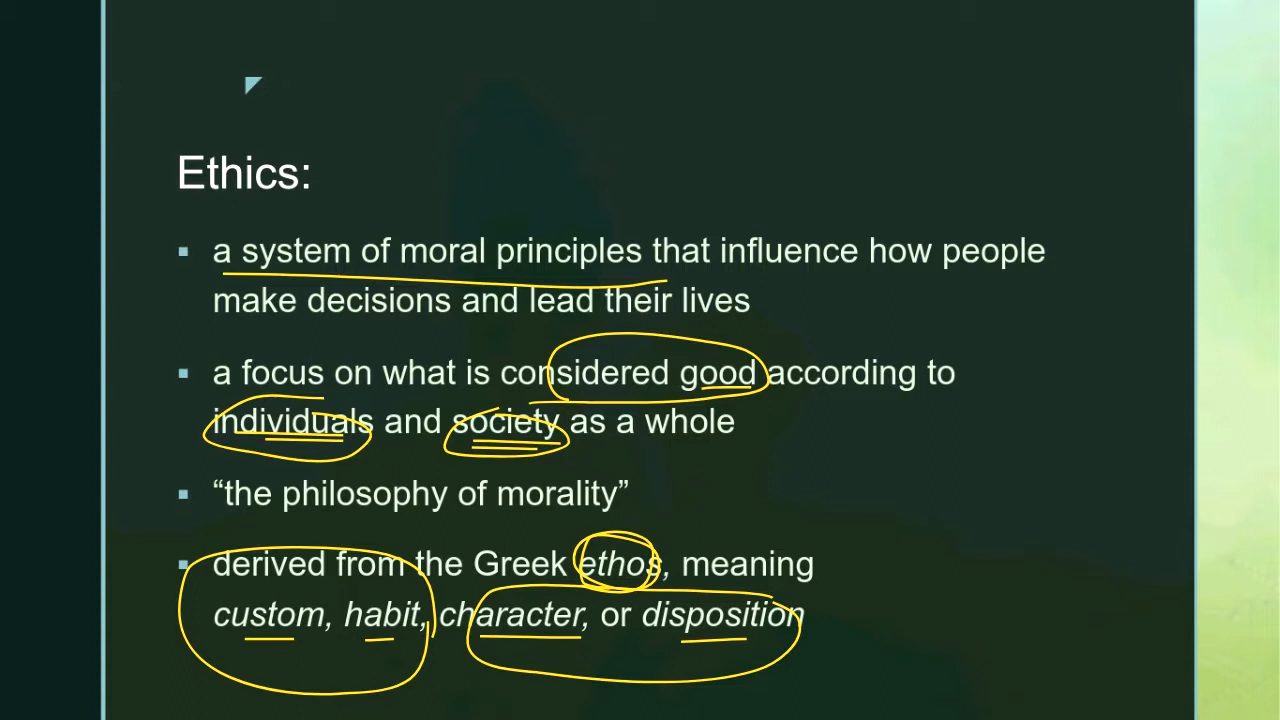 Ethics:
▪ a system of moral principles that influence how people
make decisions and lead their lives
▪ a focus on what is considered good according to
individuals and society as a whole
▪ “the philosophy of morality”
▪ derived from the Greek ethos, meaning
custom, habit, character, or disposition